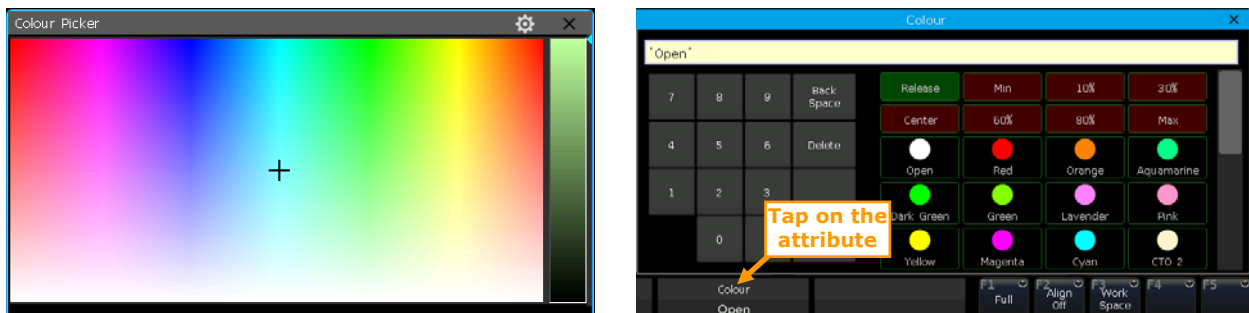 Colour Picker
Colour
"Open"
7 8 9 Back Space
Release Min 10% 30%
Center 60% 80% Max
4 5 6 Delete
Open Red Orange Aquamarine
1 2 3
Dark Green Green Lavender Pink
Tap on the
attribute
0
Yellow Magenta Cyan CTO 2
Colour
Open
F1 Full
F2 Align Off
F3 Work Space
F4
F5